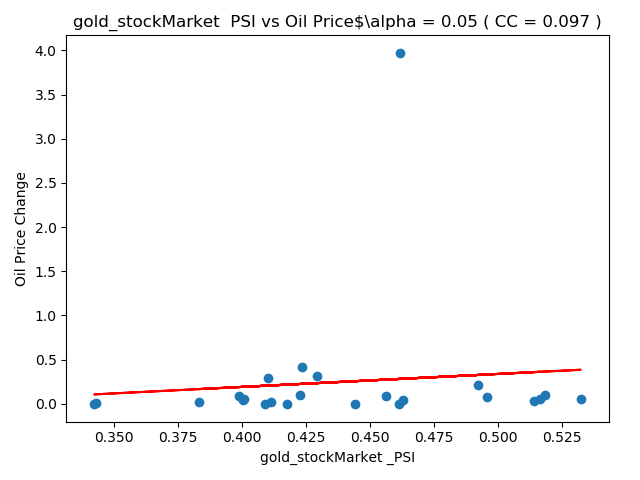 gold_stockMarket  PSI vs Oil Price$\alpha = 0.05 ( CC = 0.097 )
4.0
3.5
3.0
2.5
2.0
1.5
1.0
0.5
0.0
Oil Price Change
0.350 0.375 0.400 0.425 0.450 0.475 0.500 0.525
gold_stockMarket _PSI